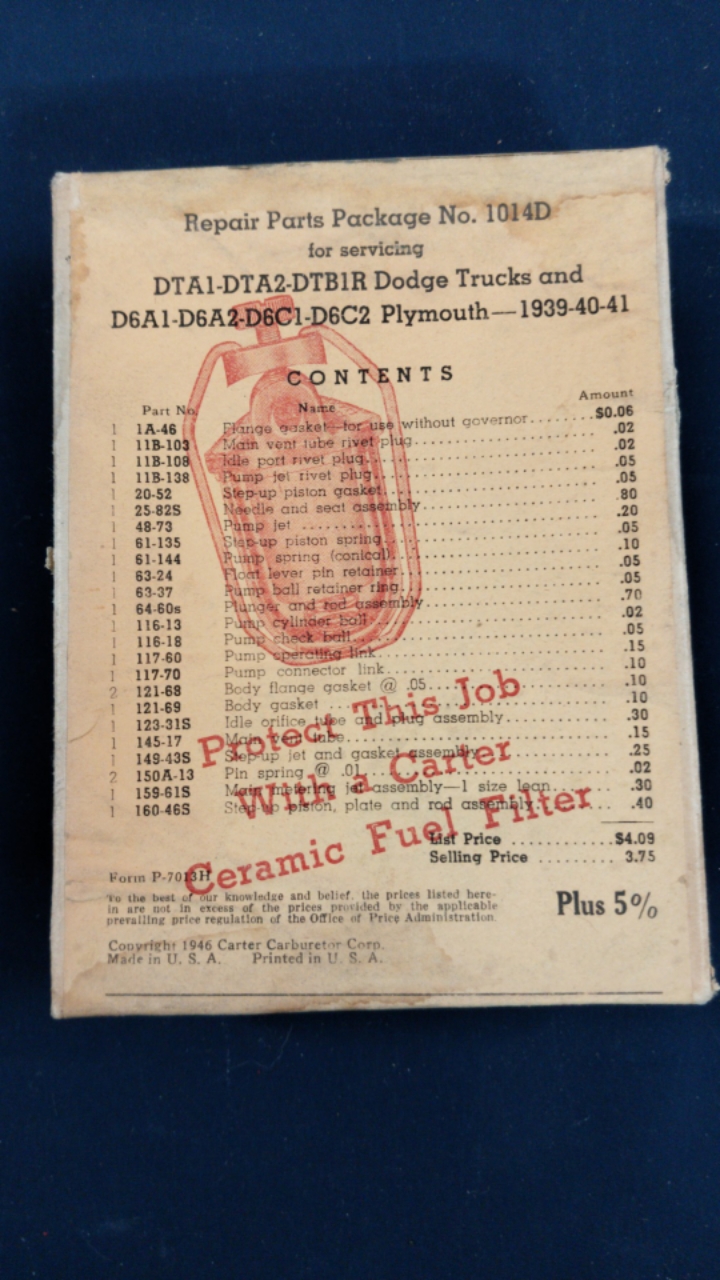 Repair Parts Package No. 1014D
for servicing
DTA1-DTA2-DTB1R Dodge Trucks and
D6A1-D6A2-D6C1-D6C2 Plymouth—1939-40-41
CONTENTS
Part No. Name Amount
1 1A-46 Flange gasket—for use without governor........$0.06
1 11B-103 Main vent tube rivet plug........ .02
1 11B-108 Idle port rivet plug........ .02
1 11B-138 Pump jet rivet plug........ .05
1 20-52 Step-up piston gasket........ .05
1 25-82S Needle and seat assembly........ .80
1 48-73 Pump jet ........ .20
1 61-135 Step-up piston spring........ .05
1 61-144 Pump spring (conical)........ .10
1 63-24 Float lever pin retainer........ .05
1 63-37 Pump ball retainer ring........ .05
1 64-60s Plunger and rod assembly........ .70
1 116-13 Pump cylinder ball........ .02
1 116-18 Pump check ball........ .05
1 117-60 Pump operating link........ .15
1 117-70 Pump connector link........ .10
2 121-68 Body flange gasket @ .05........ .10
1 121-69 Body gasket ........ .10
1 123-31S Idle orifice tube and plug assembly........ .30
1 145-17 Main vent tube........ .15
1 149-43S Step-up jet and gasket assembly........ .25
2 150A-13 Pin spring @ .01........ .02
1 159-61S Main metering jet assembly—1 size lean........ .30
1 160-46S Step-up piston, plate and rod assembly........ .40
List Price ............$4.09
Selling Price ......... 3.75
Protect This Job
With a Carter
Ceramic Fuel Filter
Form P-7013H
To the best of our knowledge and belief, the prices listed here-
in are not in excess of the prices provided by the applicable
prevailing price regulation of the Office of Price Administration.
Plus 5%
Copyright 1946 Carter Carburetor Corp.
Made in U. S. A. Printed in U. S. A.